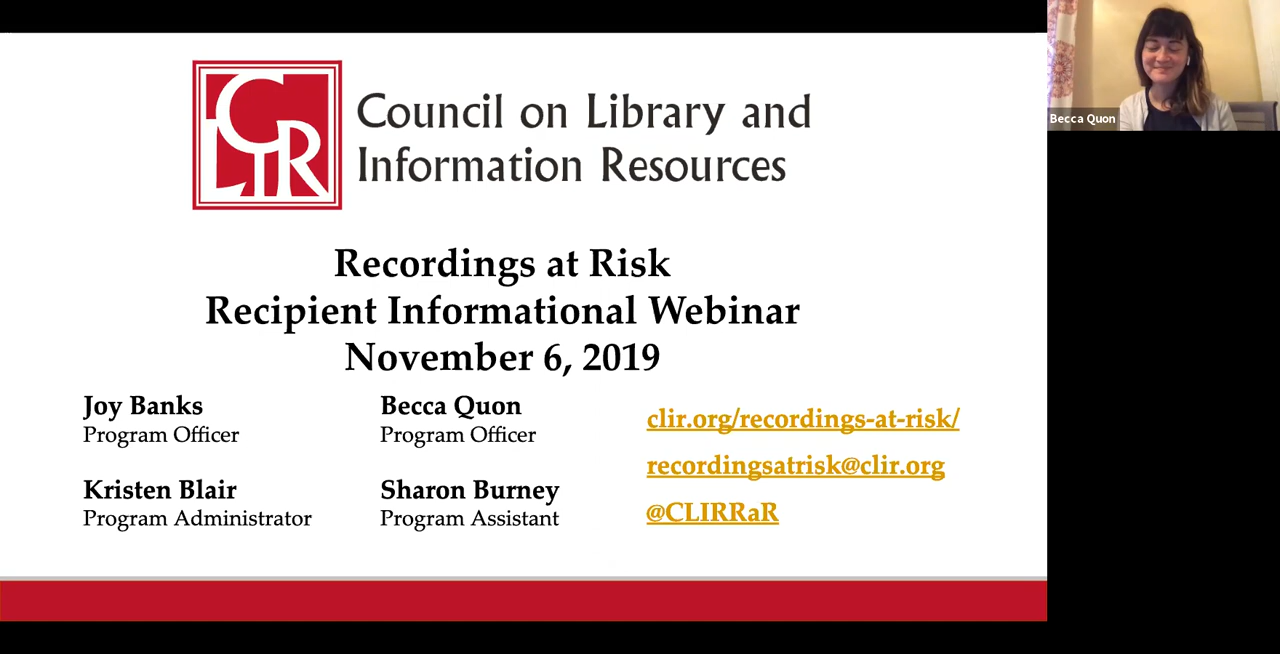 CLIR
Council on Library and
Information Resources
Recordings at Risk
Recipient Informational Webinar
November 6, 2019
Joy Banks
Program Officer
Becca Quon
Program Officer
Kristen Blair
Program Administrator
Sharon Burney
Program Assistant
clir.org/recordings-at-risk/
recordingsatrisk@clir.org
@CLIRRaR
Becca Quon